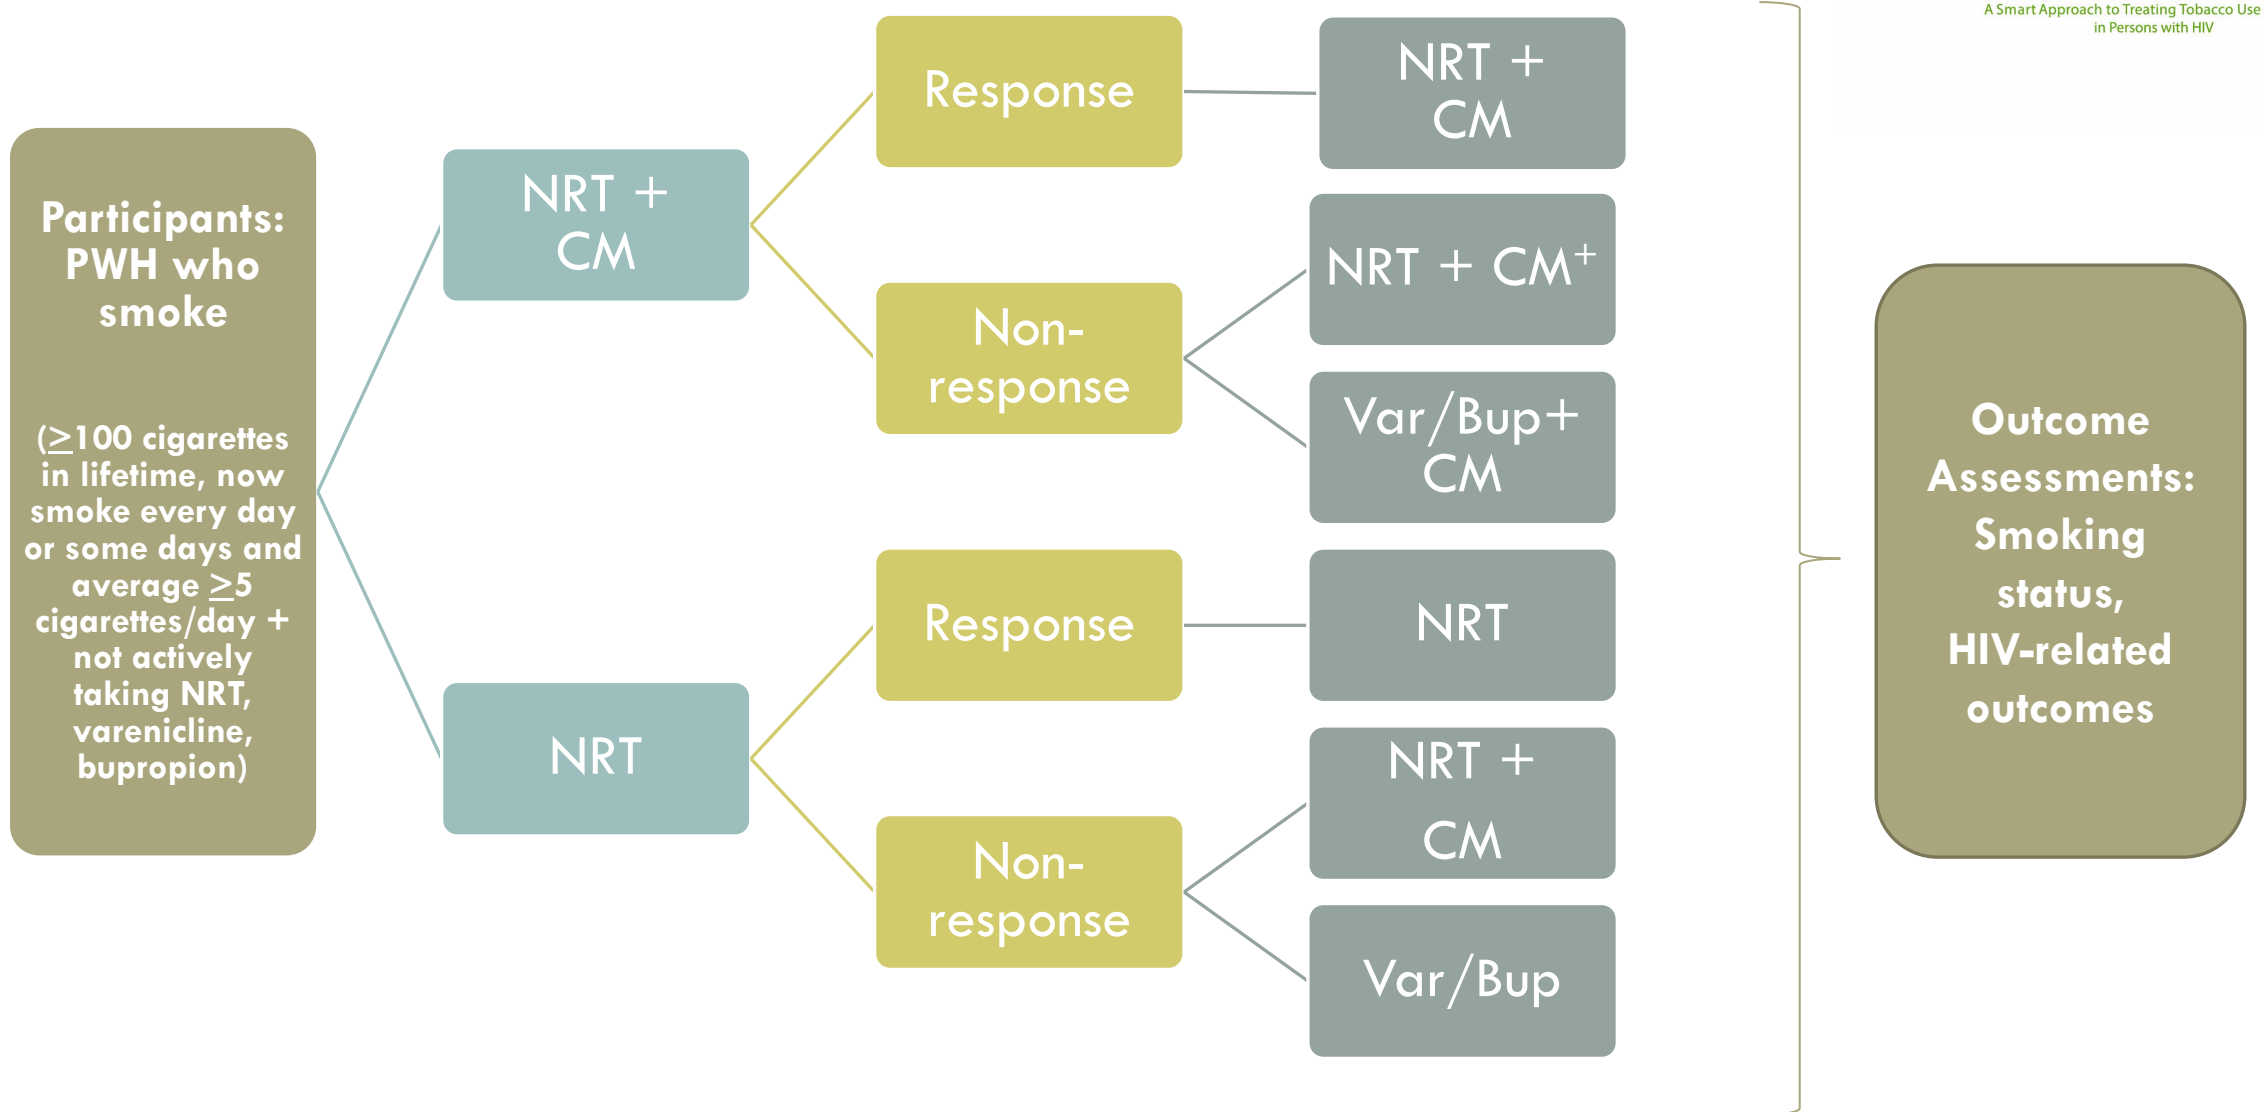 A Smart Approach to Treating Tobacco Use
in Persons with HIV
Participants:
PWH who
smoke
(≥100 cigarettes
in lifetime, now
smoke every day
or some days and
average ≥5
cigarettes/day +
not actively
taking NRT,
varenicline,
bupropion)
NRT +
CM
NRT
Response
Non-
response
Response
Non-
response
NRT +
CM
NRT + CM⁺
Var/Bup+
CM
NRT
NRT +
CM
Var/Bup
Outcome
Assessments:
Smoking
status,
HIV-related
outcomes